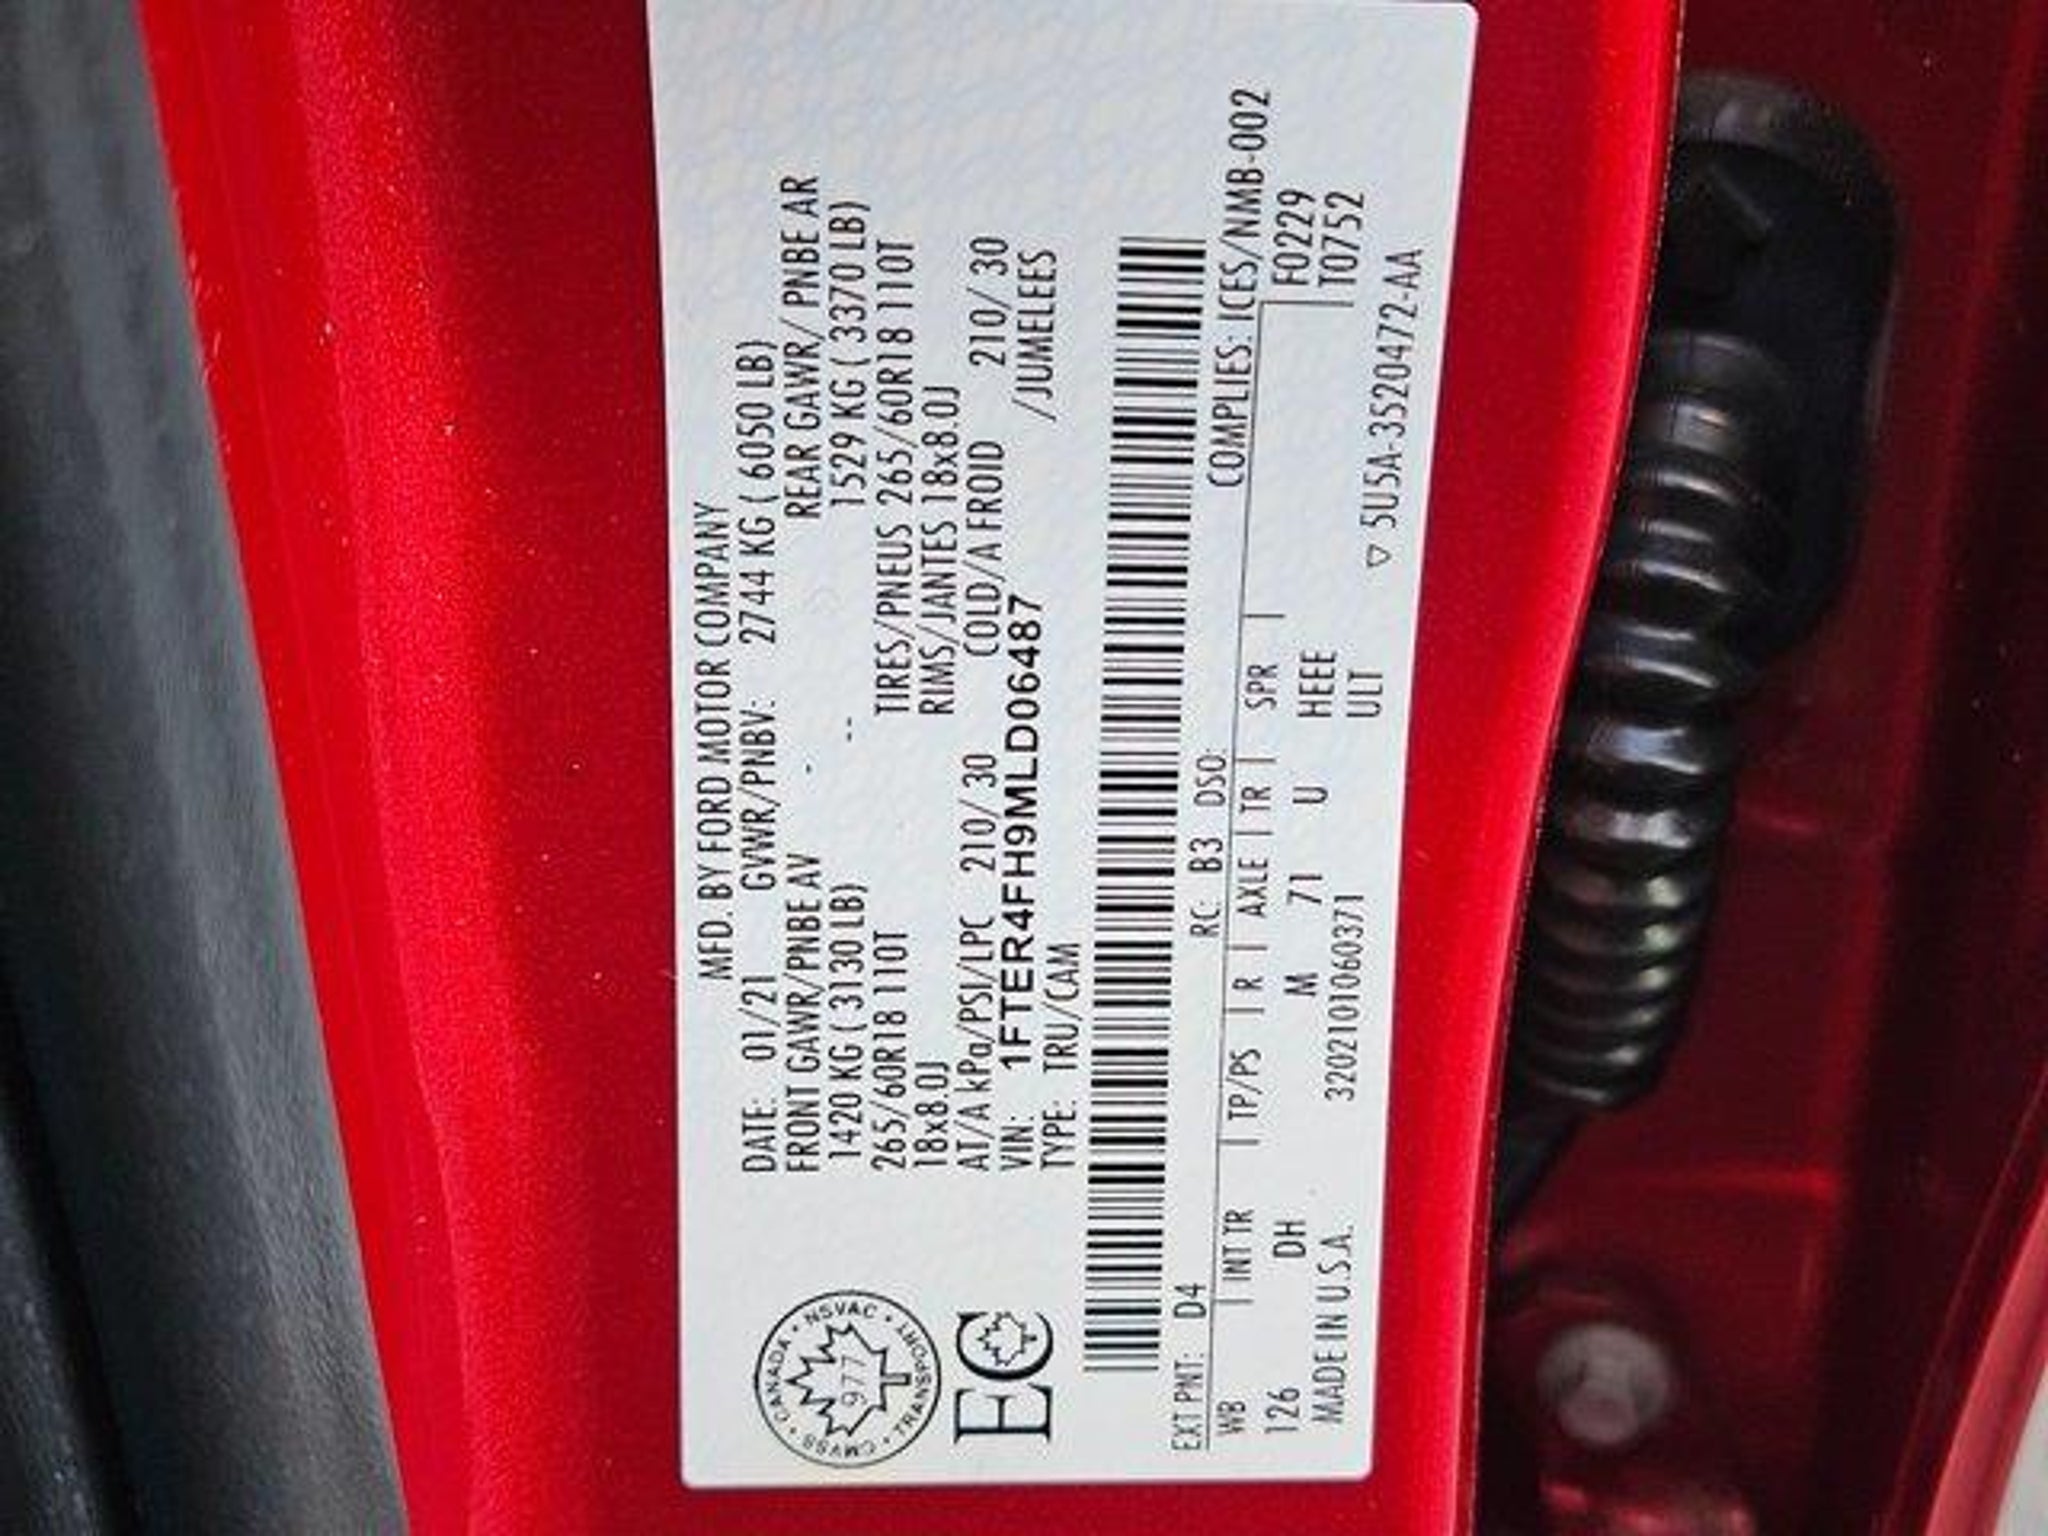 MFD. BY FORD MOTOR COMPANY
DATE: 01/21 GVWR/PNBV: 2744 KG ( 6050 LB)
FRONT GAWR/PNBE AV - REAR GAWR/ PNBE AR
1420 KG ( 3130 LB) -- 1529 KG ( 3370 LB)
265/60R18 110T TIRES/PNEUS 265/60R18 110T
18x8.0J RIMS/JANTES 18x8.0J
AT/A kPa/PSI/LPC 210/ 30 COLD/A FROID 210/ 30
VIN: 1FTER4FH9MLD06487 /JUMELEES
TYPE: TRU/CAM
CANADA • NSVAC • TRANSPORT • CMVSS •
977
EC
EXT PNT: D4 RC: B3 DSO: COMPLIES: ICES/NMB-002
WB | INT TR | TP/PS | R | AXLE | TR | SPR | F0229
126 DH M 71 U HEEE T0752
MADE IN U.S.A. 320210106037​1 ULT
▽ 5U5A-3520472-AA